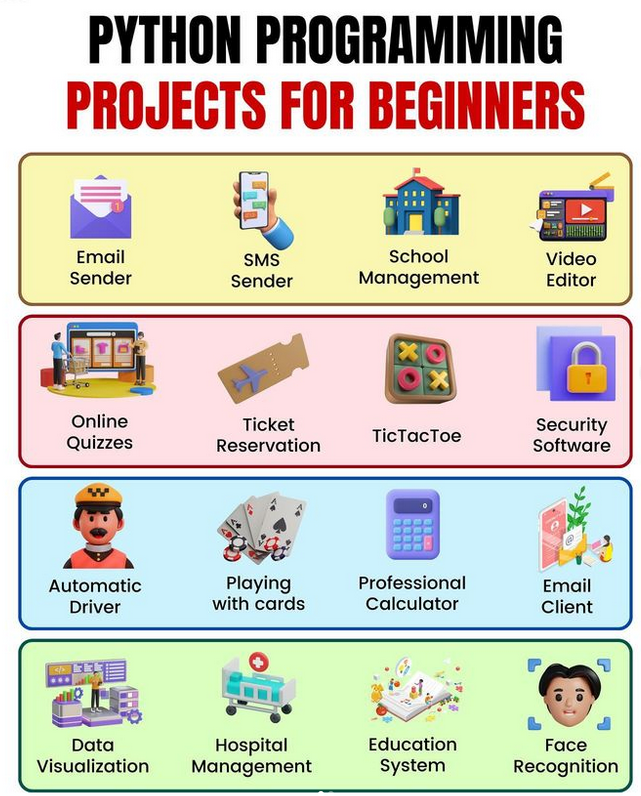 PYTHON PROGRAMMING
PROJECTS FOR BEGINNERS
Email
Sender
SMS
Sender
School
Management
Video
Editor
Online
Quizzes
Ticket
Reservation
TicTacToe
Security
Software
Automatic
Driver
Playing
with cards
Professional
Calculator
Email
Client
Data
Visualization
Hospital
Management
Education
System
Face
Recognition